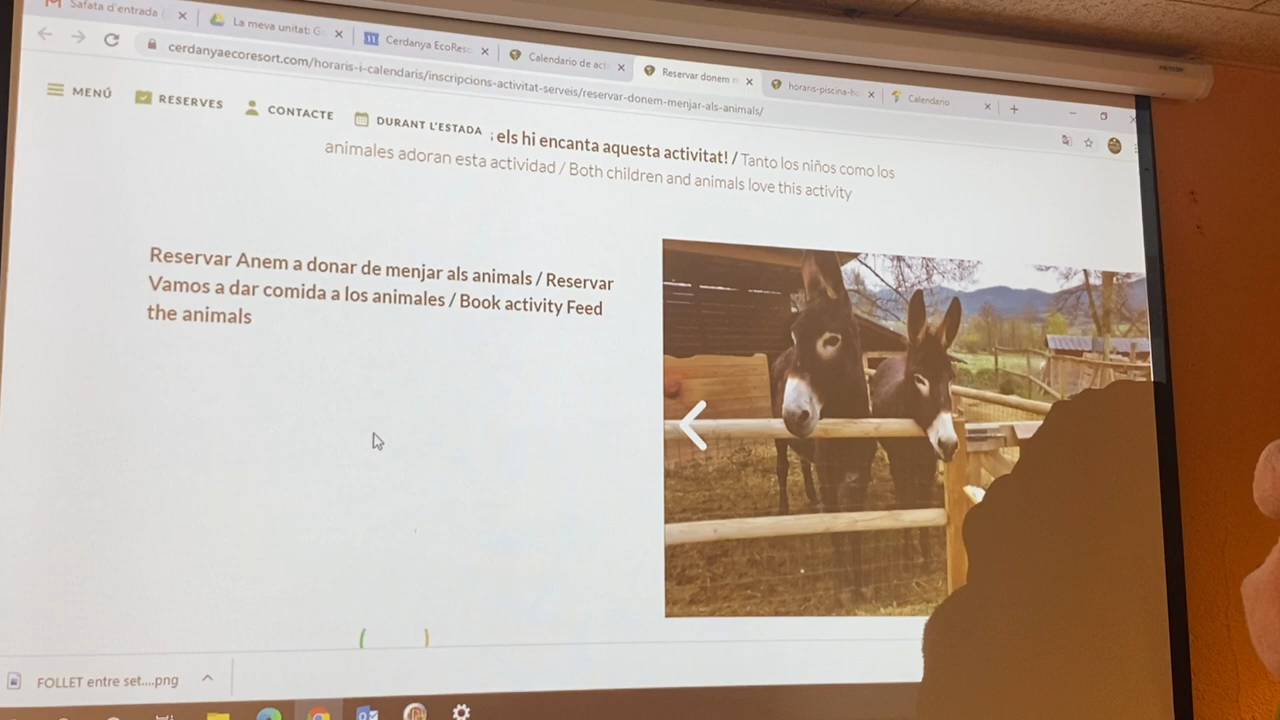 Safata d'entrada (
La meva unitat: G
Cerdanya EcoReso
Calendario de act
Reservar donem m
horaris-piscina-ho
Calendario
cerdanyaecoresort.com/horaris-i-calendaris/inscripcions-activitat-serveis/reservar-donem-menjar-als-animals/
MENÚ
RESERVES
CONTACTE
DURANT L'ESTADA
els hi encanta aquesta activitat! / Tanto los niños como los
animales adoran esta actividad / Both children and animals love this activity
Reservar Anem a donar de menjar als animals / Reservar
Vamos a dar comida a los animales / Book activity Feed
the animals
FOLLET entre set....png